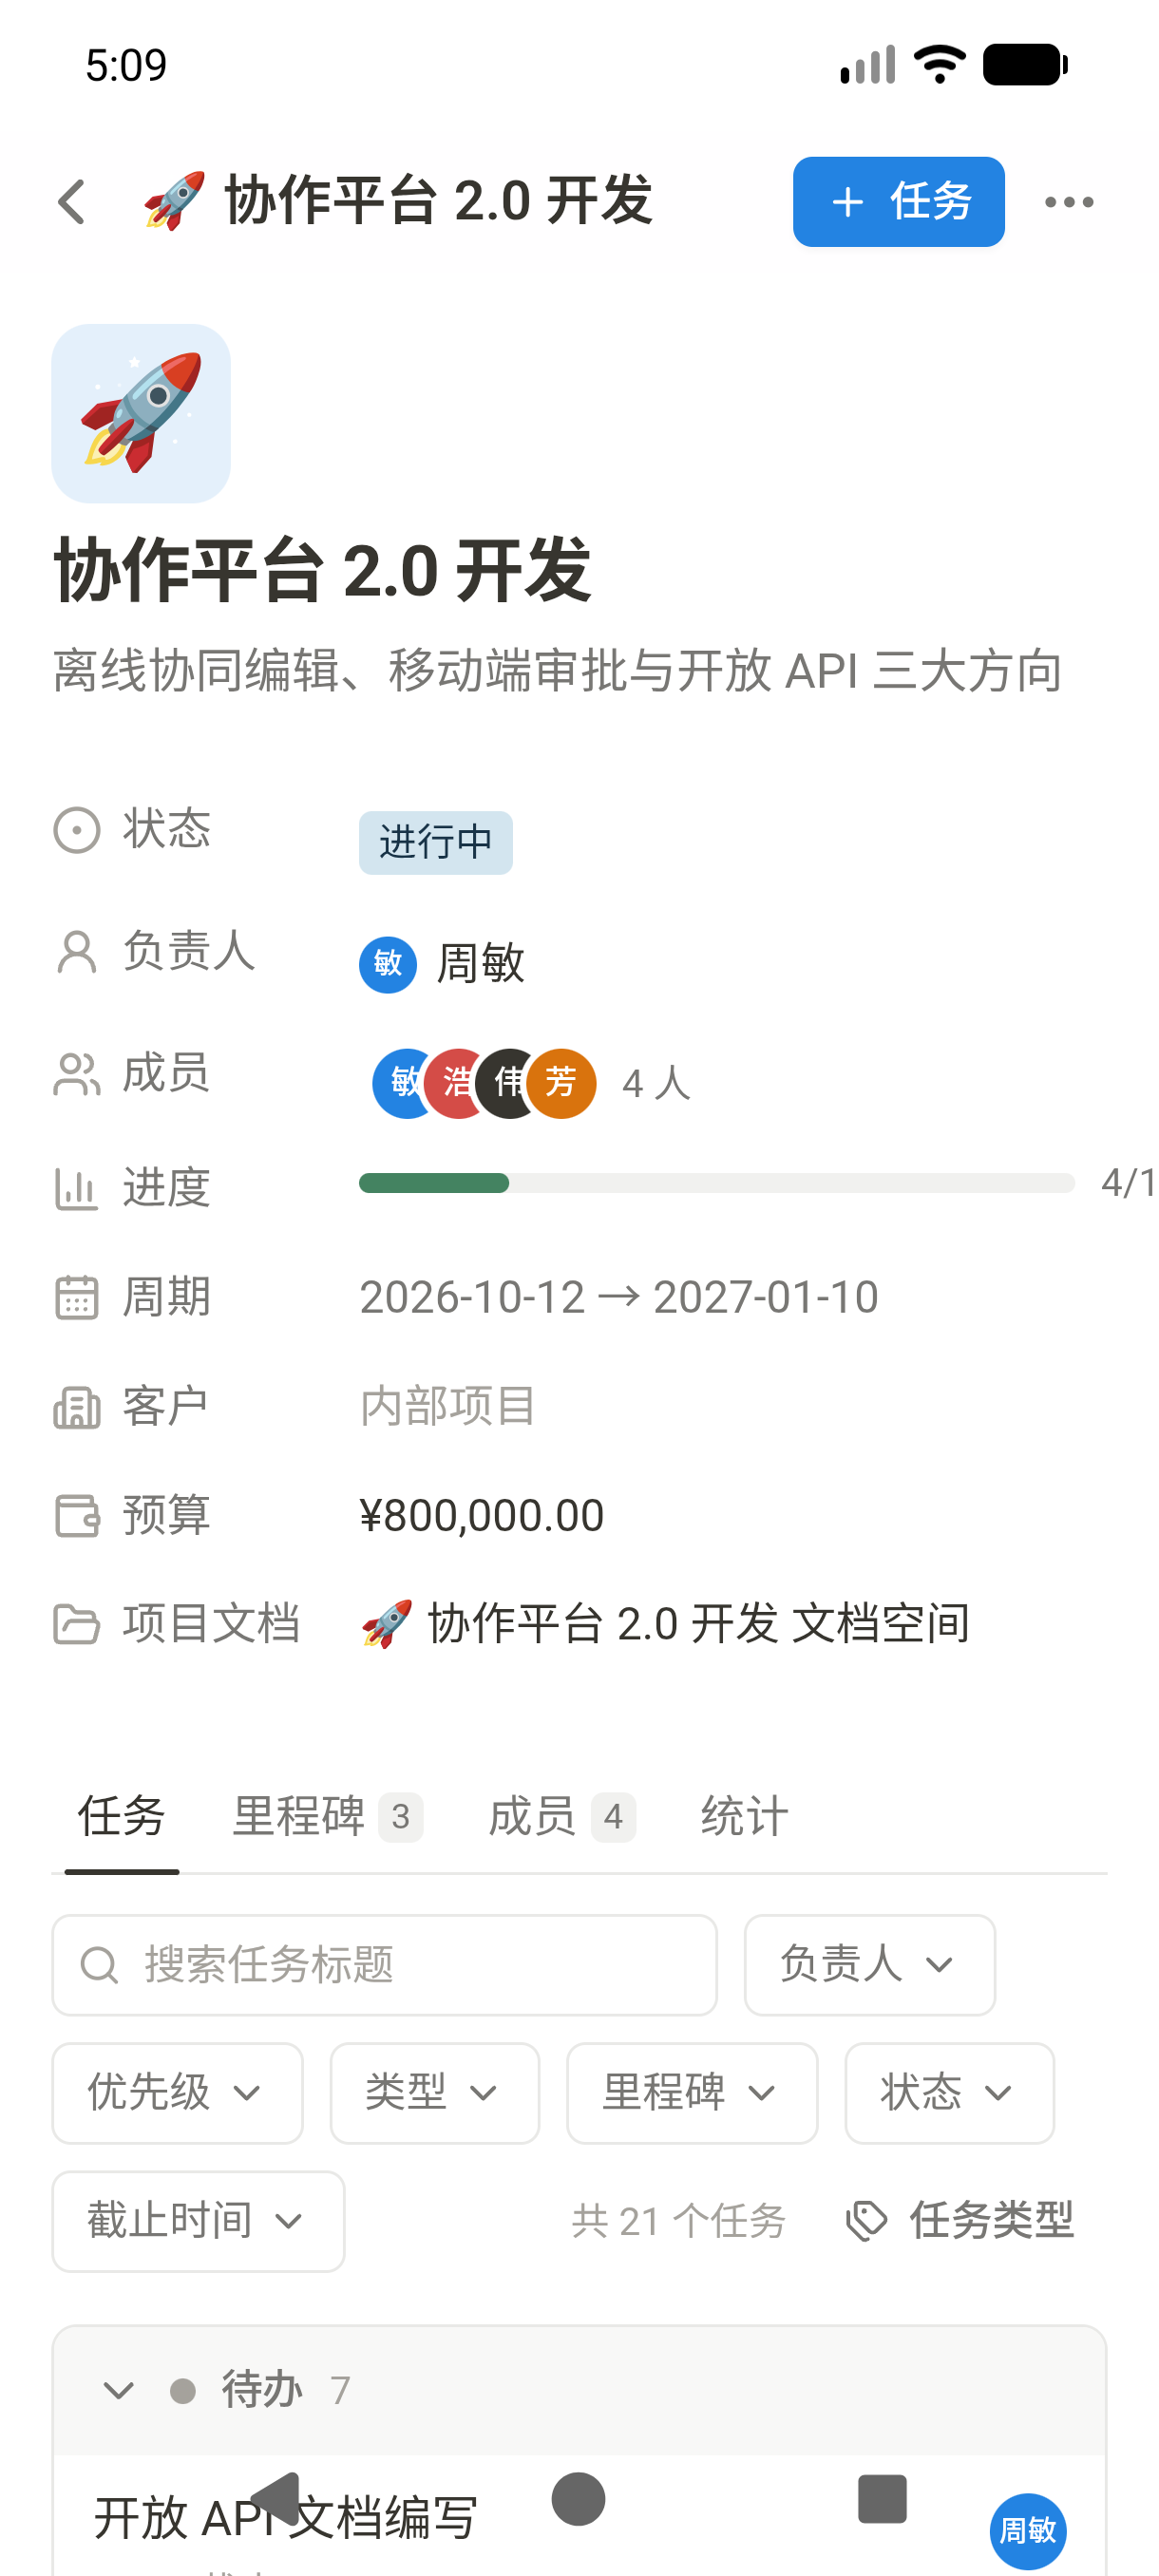 5:09
🚀 协作平台 2.0 开发
+ 任务
协作平台 2.0 开发
离线协同编辑、移动端审批与开放 API 三大方向
状态 进行中
负责人 敏 周敏
成员 敏 浩 伟 芳 4 人
进度 4/1
周期 2026-10-12 → 2027-01-10
客户 内部项目
预算 ¥800,000.00
项目文档 🚀 协作平台 2.0 开发 文档空间
任务 里程碑 3 成员 4 统计
搜索任务标题 负责人
优先级 类型 里程碑 状态
截止时间 共 21 个任务 任务类型
待办 7
开放 API 文档编写 周敏